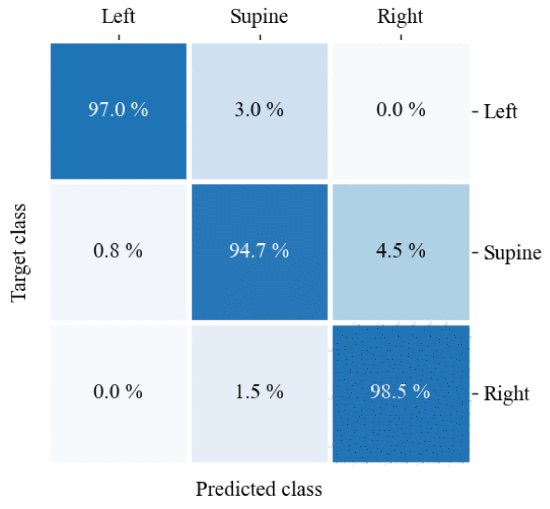 Left Supine Right
97.0 % 3.0 % 0.0 % Left
0.8 % 94.7 % 4.5 % Supine
0.0 % 1.5 % 98.5 % Right
Target class
Predicted class